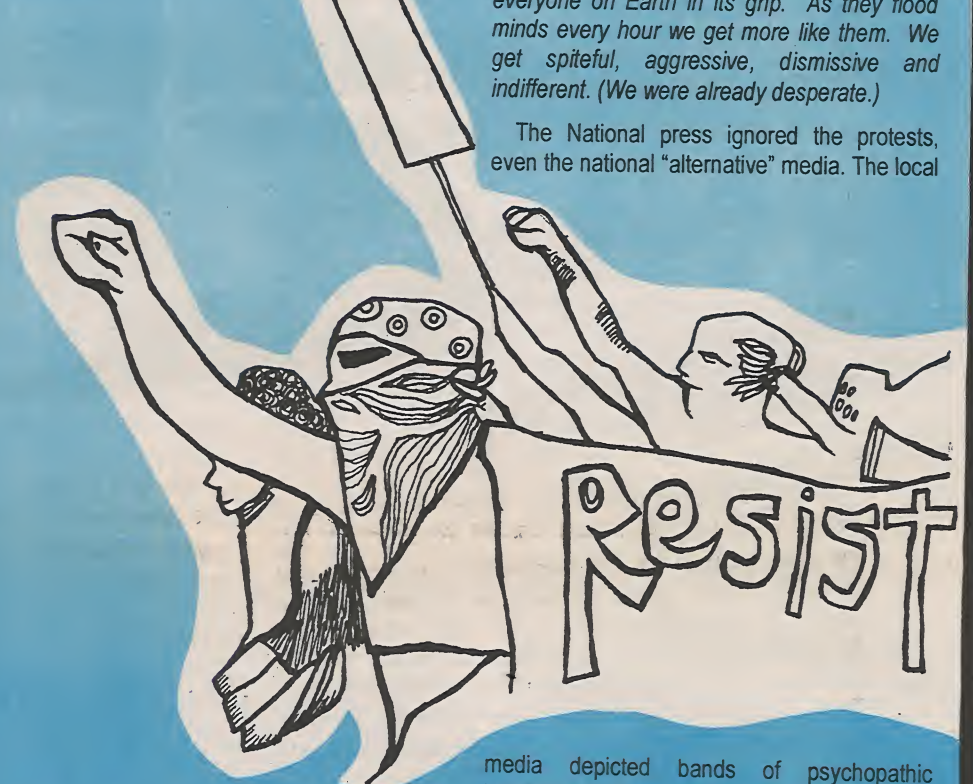 everyone on Earth in its grip. As they flood
minds every hour we get more like them. We
get spiteful, aggressive, dismissive and
indifferent. (We were already desperate.)
The National press ignored the protests,
even the national "alternative" media. The local
Resist
media depicted bands of psychopathic